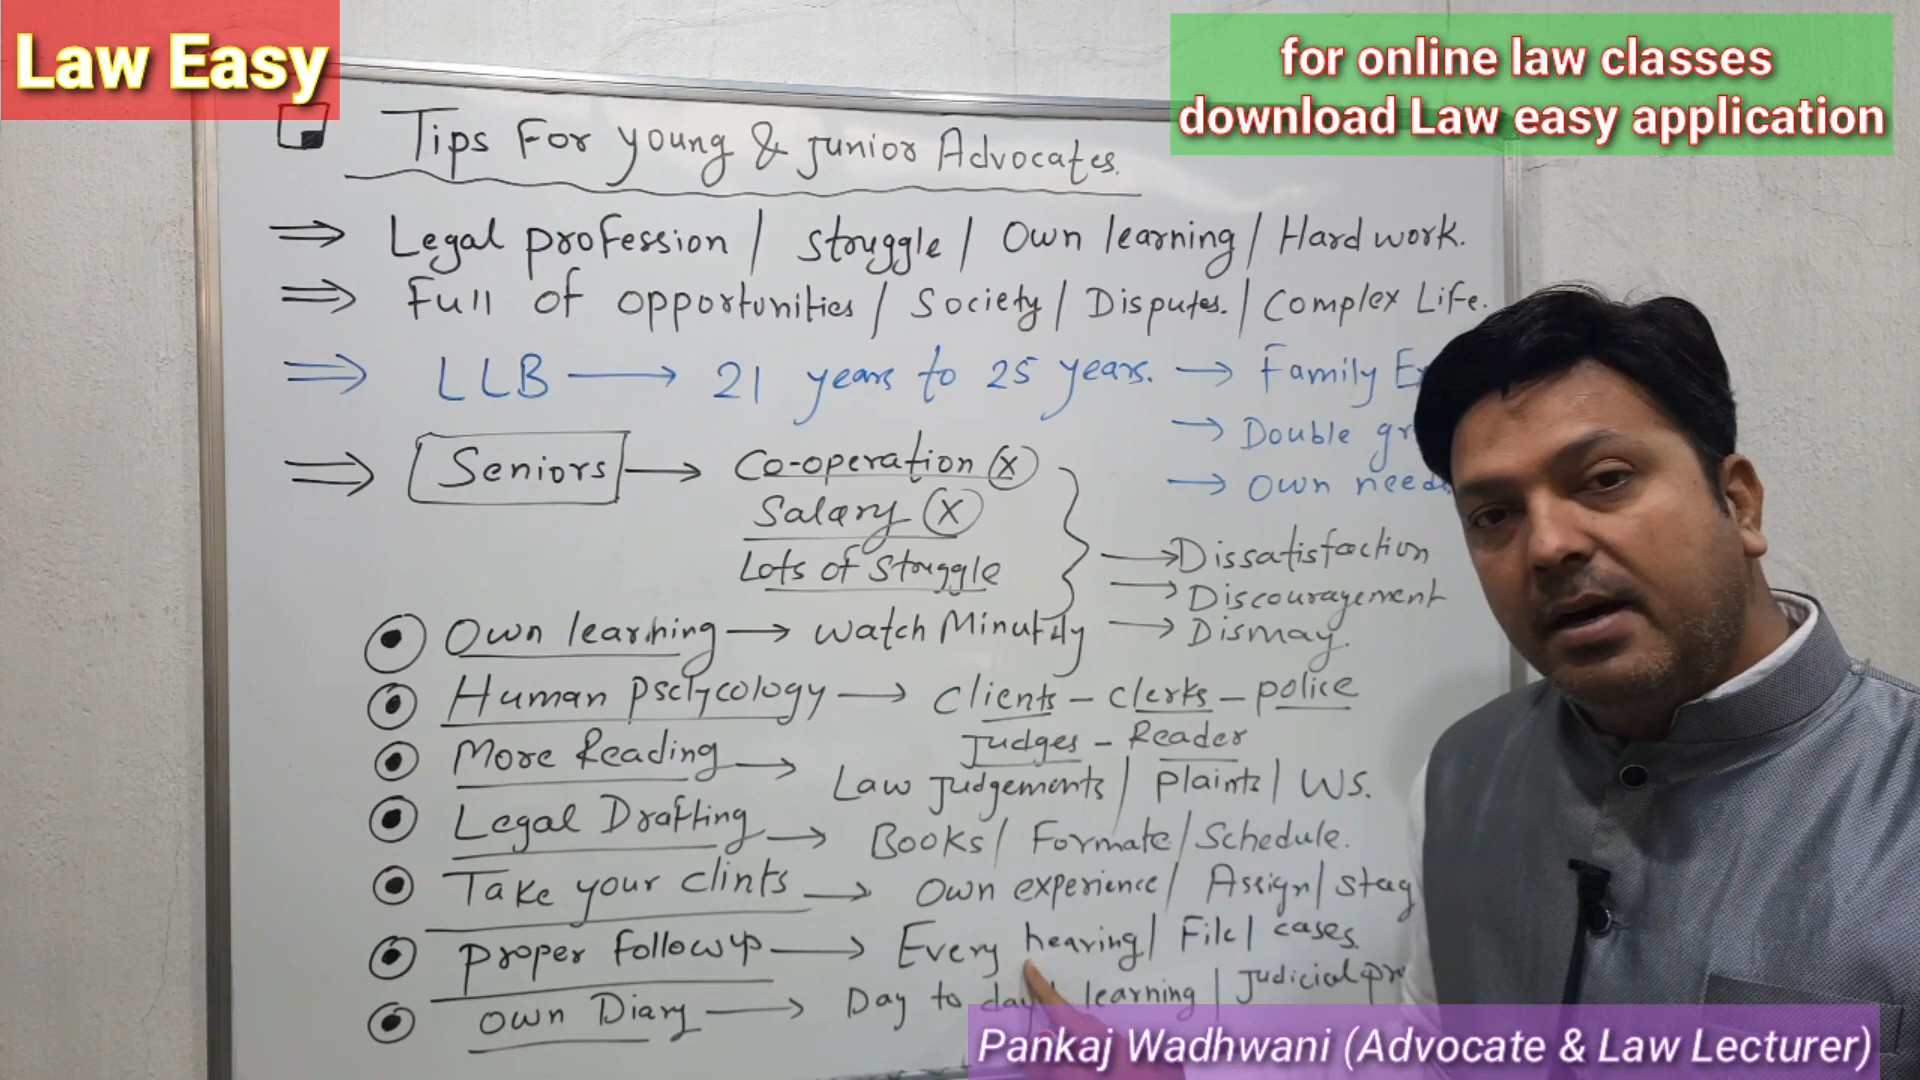 Law Easy
for online law classes
download Law easy application
Tips For young & Junior Advocates.
⇒ Legal profession / Struggle / Own learning / Hard work.
⇒ Full of opportunities / Society / Disputes. / Complex Life.
⇒ LLB → 21 years to 25 years. → Family
→ Double
→ Own need
⇒ Seniors → Co-operation (x)
Salary (x)
Lots of Struggle
→ Dissatisfaction
→ Discouragement
→ Dismay.
Own learning → Watch Minutely
Human Psclycology → Clients - Clerks - police
Judges - Reader
More Reading → Law Judgements / Plaints / WS.
Legal Drafting → Books / Formate / Schedule.
Take your clints → Own experience / Assign / Stag
Proper followup → Every hearing / File / cases.
Own Diary → Day to day learning / Judicial pr
Pankaj Wadhwani (Advocate & Law Lecturer)